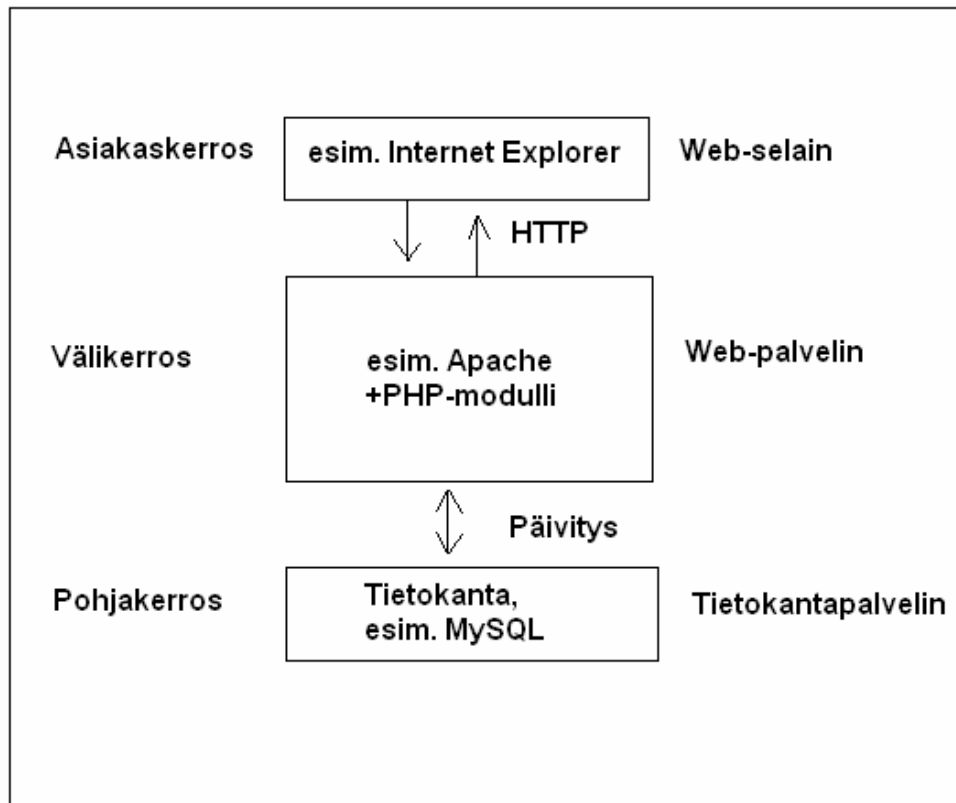 Asiakaskerros
esim. Internet Explorer
Web-selain
HTTP
Välikerros
esim. Apache
+PHP-modulli
Web-palvelin
Päivitys
Pohjakerros
Tietokanta,
esim. MySQL
Tietokantapalvelin